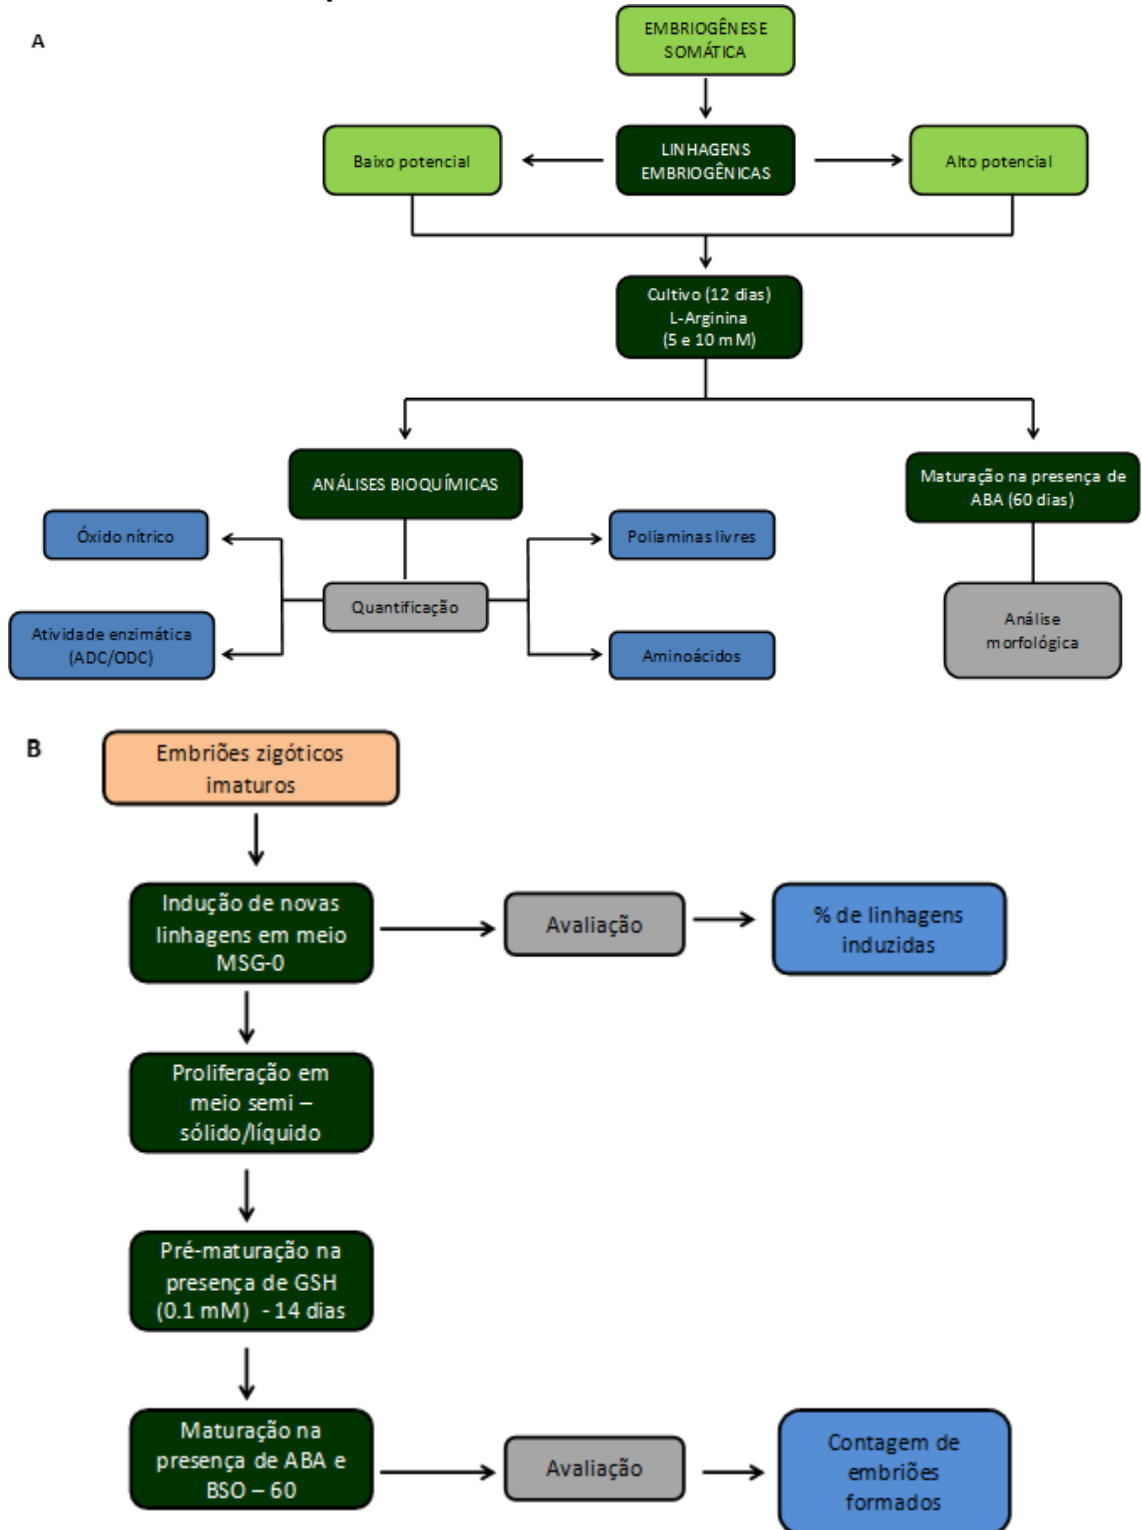 A
EMBRIOGÊNESE
SOMÁTICA
Baixo potencial
LINHAGENS
EMBRIOGÊNICAS
Alto potencial
Cultivo (12 dias)
L-Arginina
(5 e 10 mM)
ANÁLISES BIOQUÍMICAS
Maturação na presença de
ABA (60 dias)
Óxido nítrico
Poliaminas livres
Quantificação
Análise
morfológica
Atividade enzimática
(ADC/ODC)
Aminoácidos
B
Embriões zigóticos
imaturos
Indução de novas
linhagens em meio
MSG-0
Avaliação
% de linhagens
induzidas
Proliferação em
meio semi –
sólido/líquido
Pré-maturação na
presença de GSH
(0.1 mM) - 14 dias
Maturação na
presença de ABA e
BSO – 60
Avaliação
Contagem de
embriões
formados